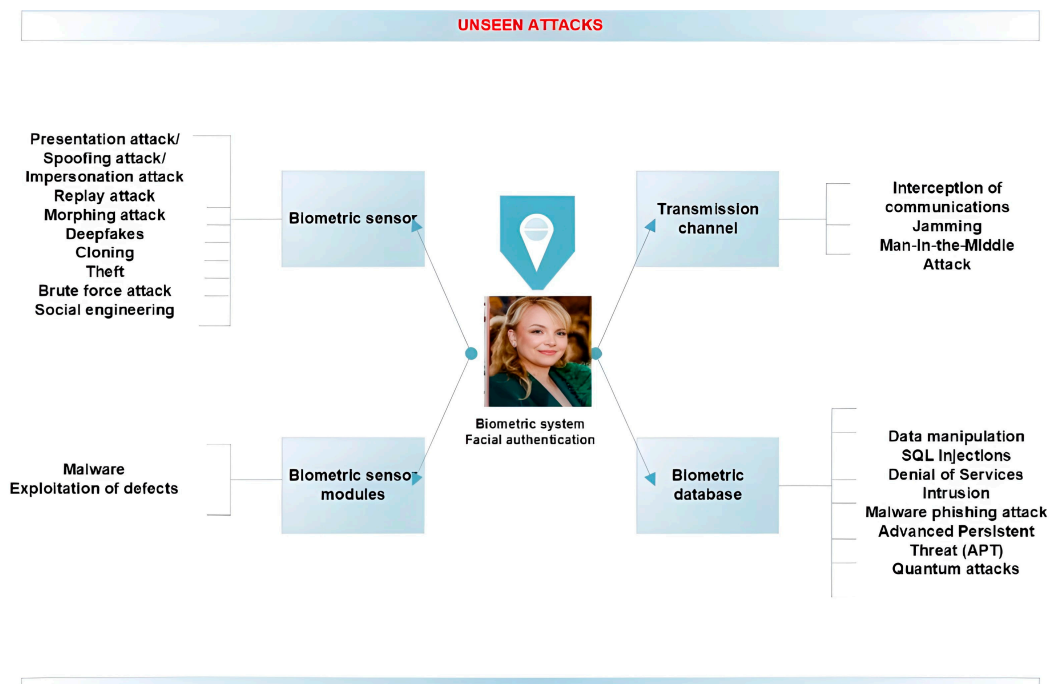 UNSEEN ATTACKS
Presentation attack/
Spoofing attack/
Impersonation attack
Replay attack
Morphing attack
Deepfakes
Cloning
Theft
Brute force attack
Social engineering
Biometric sensor
Transmission
channel
Interception of
communications
Jamming
Man-in-the-Middle
Attack
Biometric system
Facial authentication
Malware
Exploitation of defects
Biometric sensor
modules
Biometric
database
Data manipulation
SQL Injections
Denial of Services
Intrusion
Malware phishing attack
Advanced Persistent
Threat (APT)
Quantum attacks